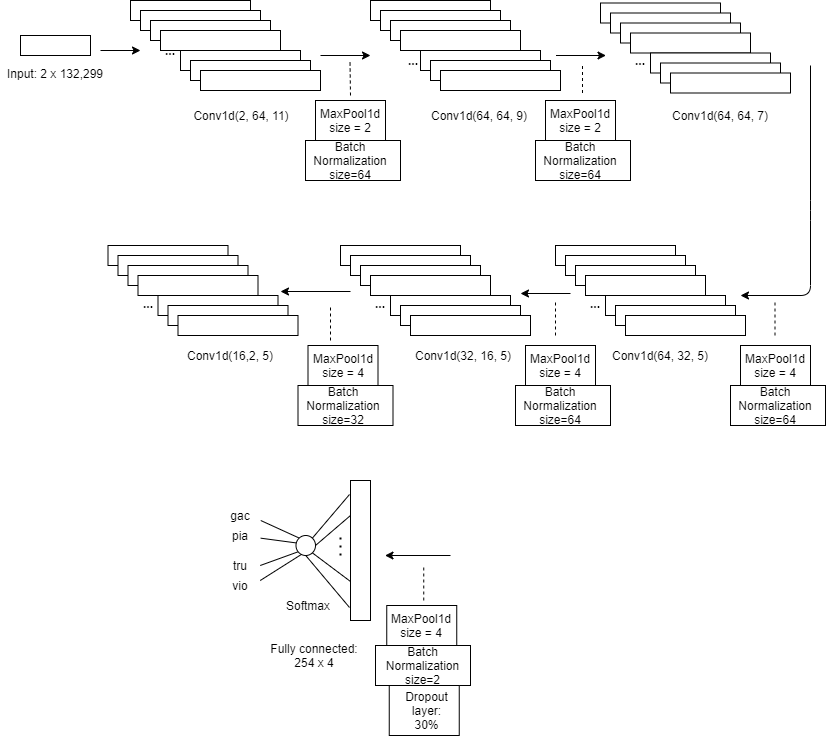 Input: 2 x 132,299
...
Conv1d(2, 64, 11)
MaxPool1d
size = 2
Batch
Normalization
size=64
...
Conv1d(64, 64, 9)
MaxPool1d
size = 2
Batch
Normalization
size=64
...
Conv1d(64, 64, 7)
...
Conv1d(16,2, 5)
MaxPool1d
size = 4
Batch
Normalization
size=32
...
Conv1d(32, 16, 5)
MaxPool1d
size = 4
Batch
Normalization
size=64
...
Conv1d(64, 32, 5)
MaxPool1d
size = 4
Batch
Normalization
size=64
gac
pia
tru
vio
Softmax
Fully connected:
254 x 4
MaxPool1d
size = 4
Batch
Normalization
size=2
Dropout
layer:
30%